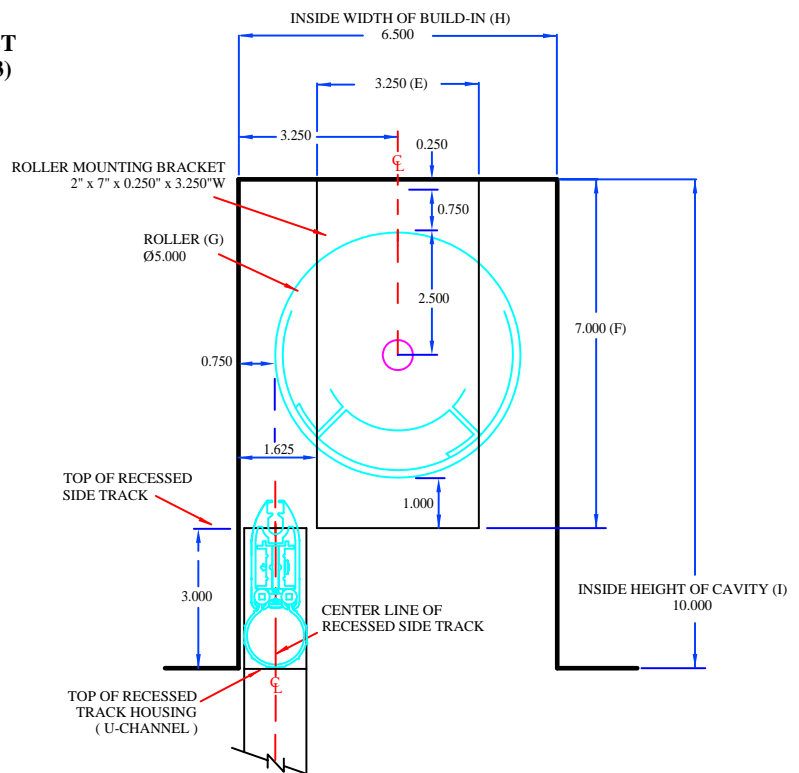 INSIDE WIDTH OF BUILD-IN (H)
6.500
T
3)
3.250 (E)
3.250
0.250
CL
ROLLER MOUNTING BRACKET
2" x 7" x 0.250" x 3.250"W
0.750
ROLLER (G)
Ø5.000
2.500
7.000 (F)
0.750
1.625
TOP OF RECESSED
SIDE TRACK
1.000
3.000
INSIDE HEIGHT OF CAVITY (I)
10.000
CENTER LINE OF
RECESSED SIDE TRACK
CL
TOP OF RECESSED
TRACK HOUSING
( U-CHANNEL )